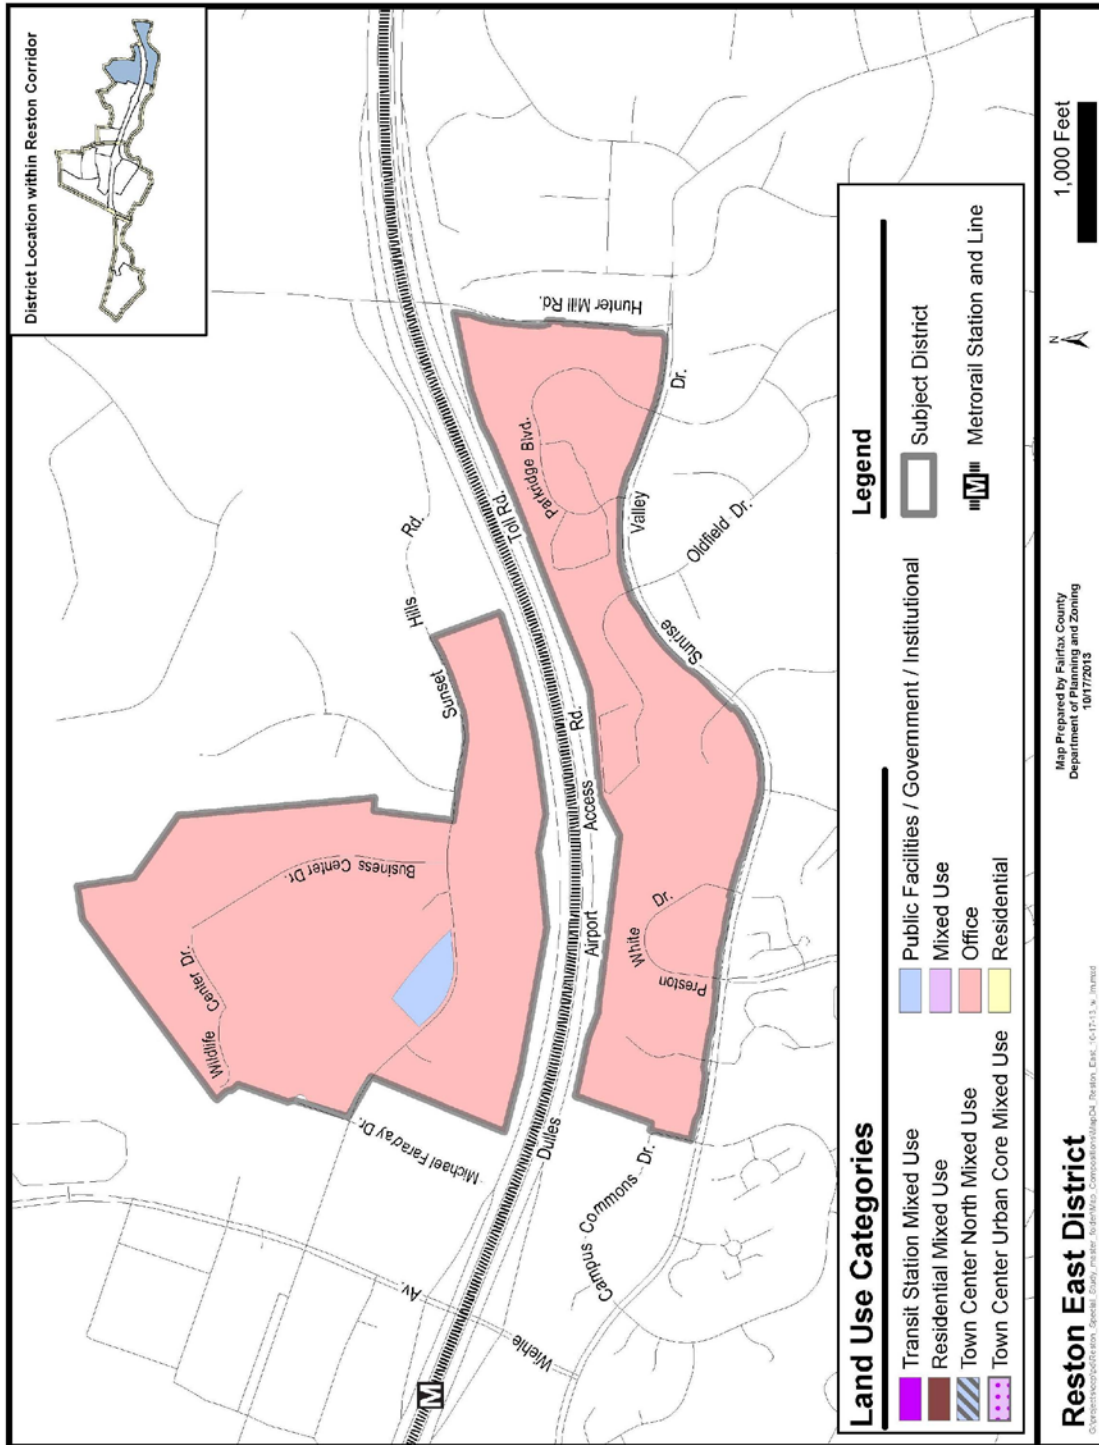 District Location within Reston Corridor
Hunter Mill Rd.
Parkridge Blvd.
Dr.
Valley
Oldfield Dr.
Sunrise
Toll Rd.
Rd.
Hills
Sunset
Rd.
Access
Airport
Dulles
Business Center Dr.
Wildlife Center Dr.
White
Dr.
Preston
Michael Faraday Dr.
Campus Commons Dr.
Av.
Wiehle
M
Land Use Categories
Transit Station Mixed Use
Residential Mixed Use
Town Center North Mixed Use
Town Center Urban Core Mixed Use
Public Facilities / Government / Institutional
Mixed Use
Office
Residential
Legend
Subject District
M
Metrorail Station and Line
Reston East District
Map Prepared by Fairfax County
Department of Planning and Zoning
10/17/2013
N
1,000 Feet